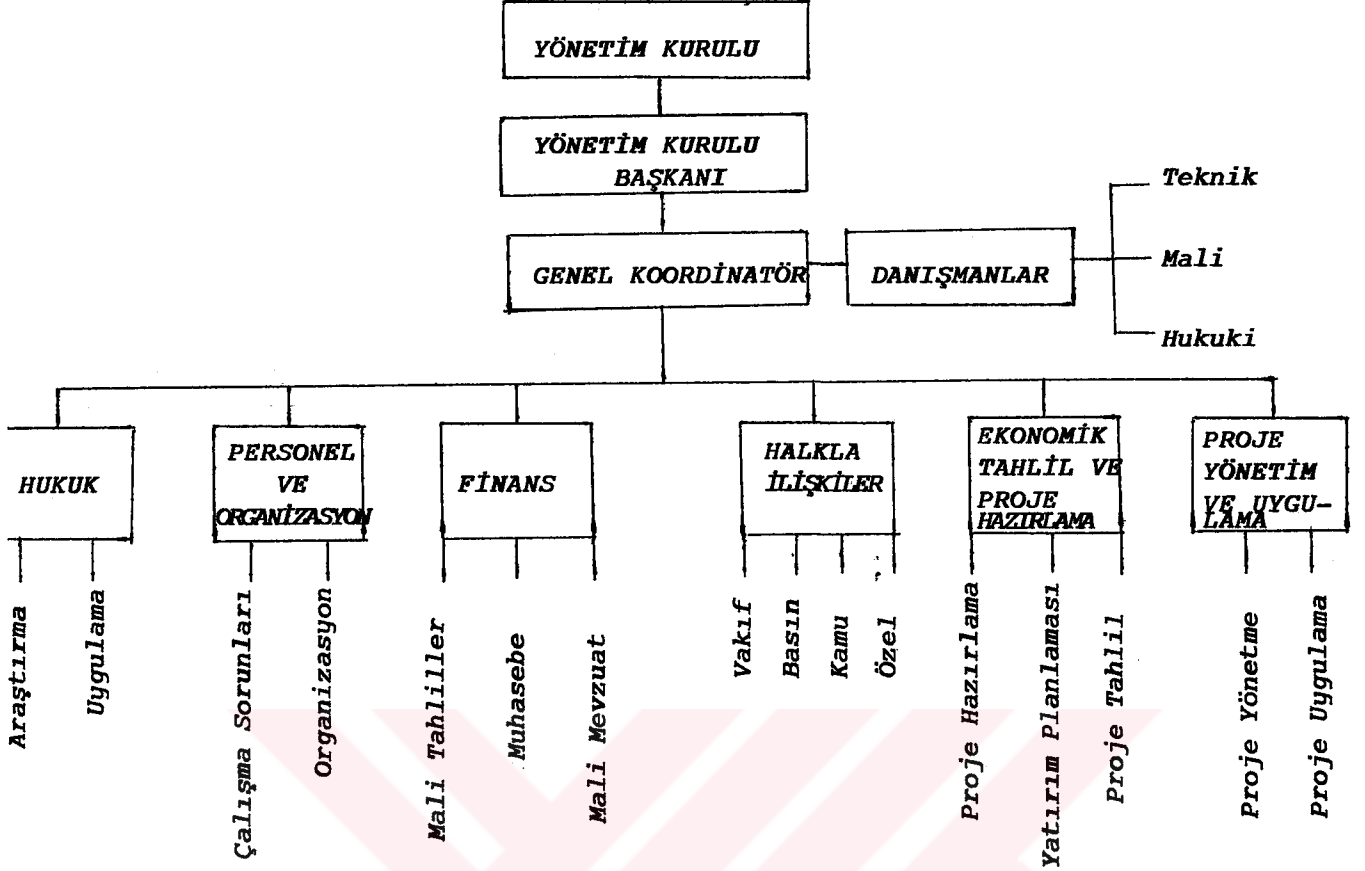 YÖNETİM KURULU
YÖNETİM KURULU
BAŞKANI
GENEL KOORDİNATÖR
DANIŞMANLAR
Teknik
Mali
Hukuki
HUKUK
PERSONEL
VE
ORGANİZASYON
FİNANS
HALKLA
İLİŞKİLER
EKONOMİK
TAHLİL VE
PROJE
HAZIRLAMA
PROJE
YÖNETİM
VE UYGU-
LAMA
Araştırma
Uygulama
Çalışma Sorunları
Organizasyon
Mali Tahliller
Muhasebe
Mali Mevzuat
Vakıf
Basın
Kamu
Özel
Proje Hazırlama
Yatırım Planlaması
Proje Tahlil
Proje Yönetme
Proje Uygulama